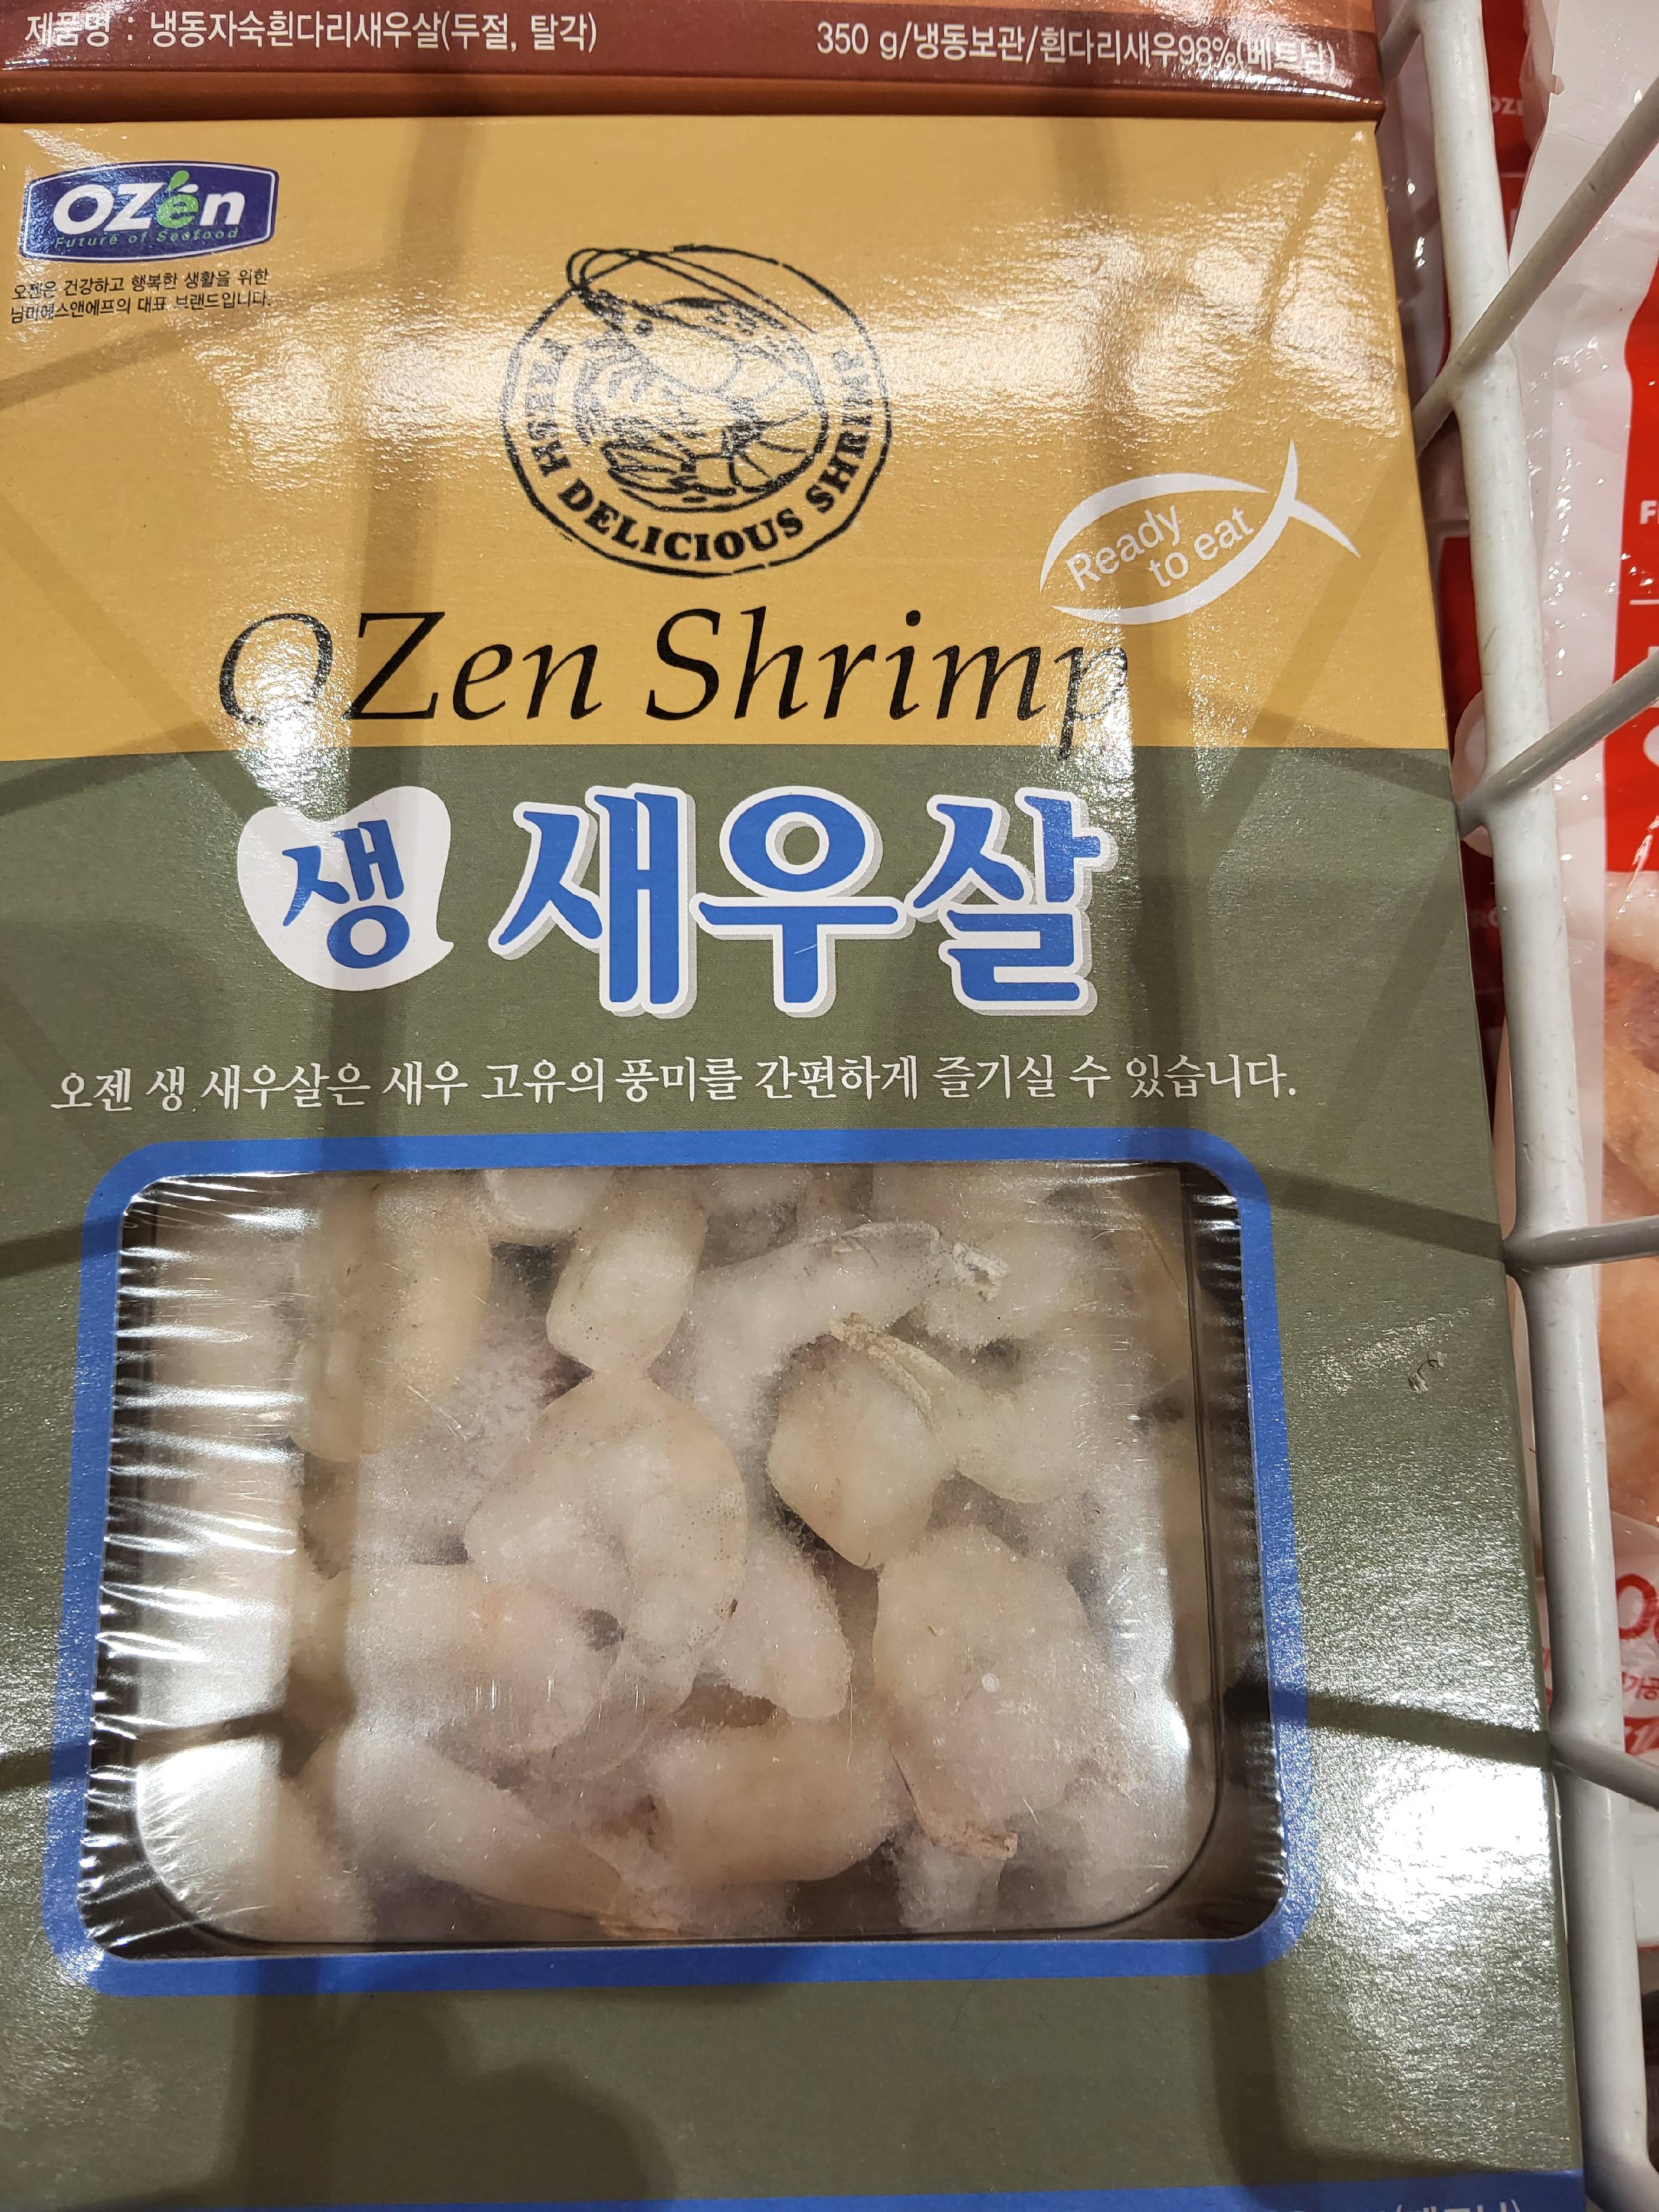 제품명 : 냉동자숙흰다리새우살(두절, 탈각)
350 g/냉동보관/흰다리새우98%(베트남)
OZén
Future of Seafood
오젠은 건강하고 행복한 생활을 위한
남미에스앤에프의 대표 브랜드입니다.
FRESH DELICIOUS SHRIMP
Ready
to eat
OZen Shrimp
생 새우살
오젠 생 새우살은 새우 고유의 풍미를 간편하게 즐기실 수 있습니다.